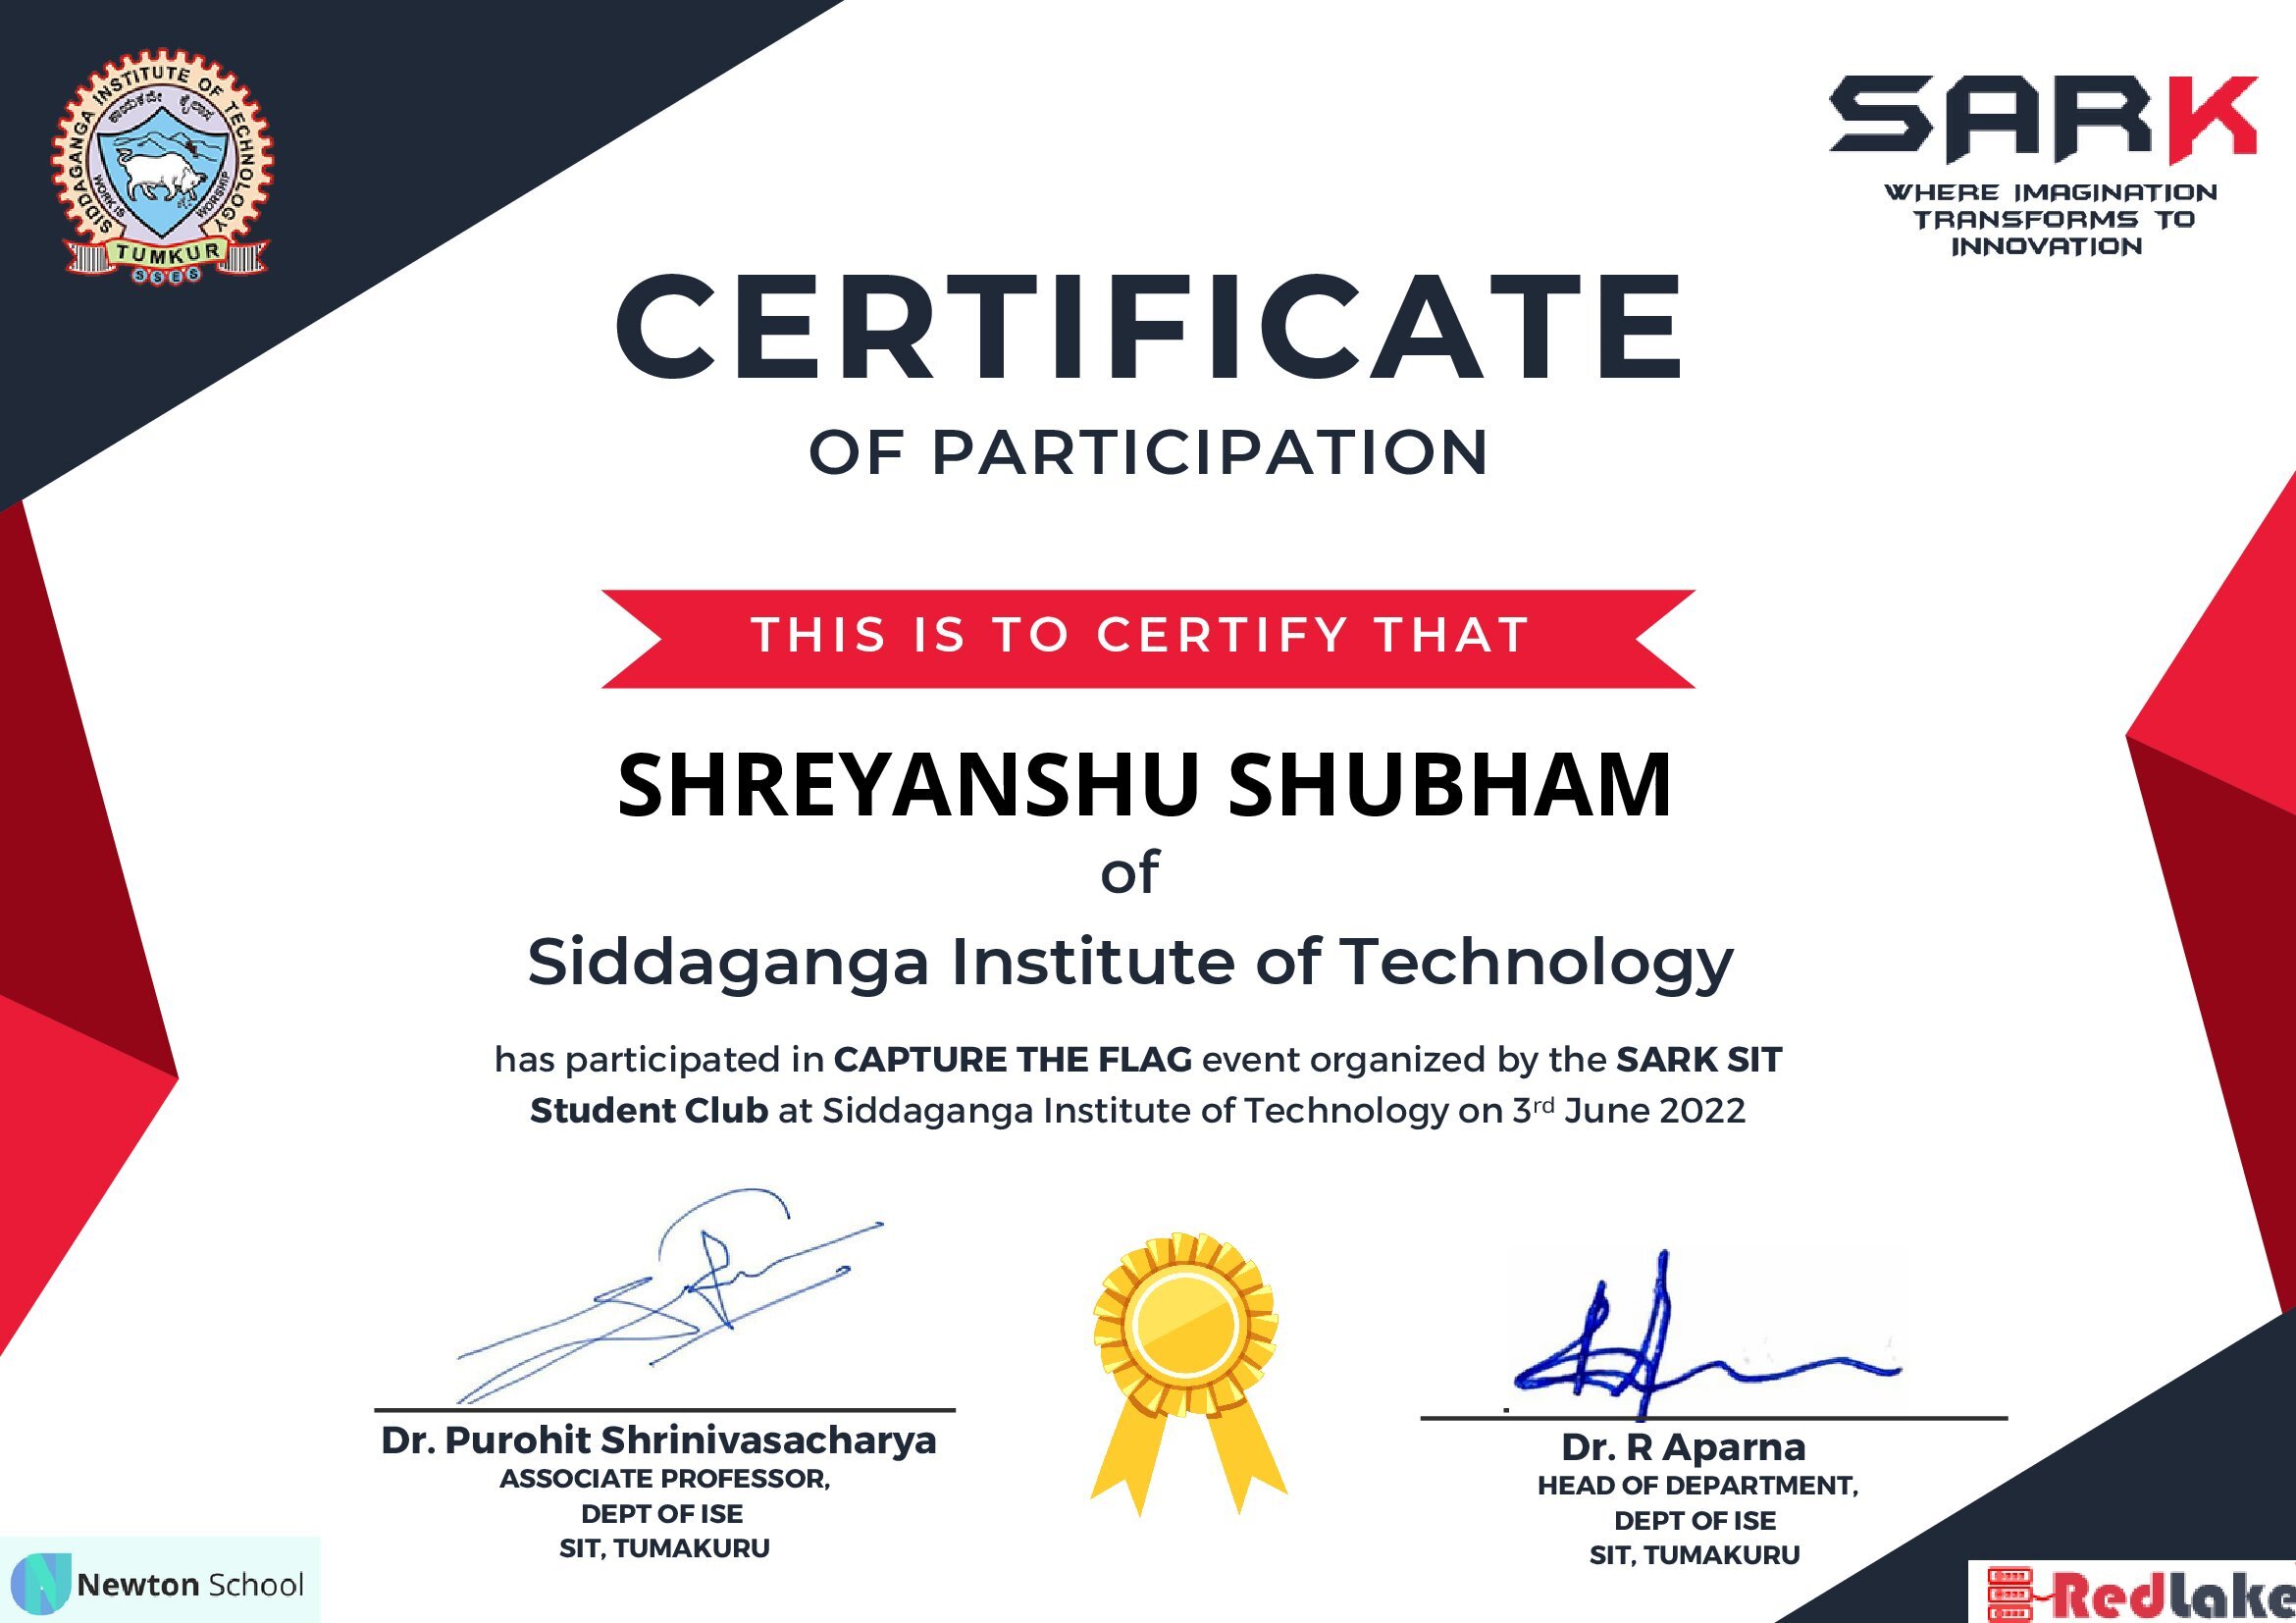 SIDDAGANGA INSTITUTE OF TECHNOLOGY
ಕಾಯಕವೇ ಕೈಲಾಸ
WORK IS WORSHIP
TUMKUR
SSES
SARK
WHERE IMAGINATION
TRANSFORMS TO
INNOVATION
CERTIFICATE
OF PARTICIPATION
THIS IS TO CERTIFY THAT
SHREYANSHU SHUBHAM
of
Siddaganga Institute of Technology
has participated in CAPTURE THE FLAG event organized by the SARK SIT
Student Club at Siddaganga Institute of Technology on 3rd June 2022
Dr. Purohit Shrinivasacharya
ASSOCIATE PROFESSOR,
DEPT OF ISE
SIT, TUMAKURU
Dr. R Aparna
HEAD OF DEPARTMENT,
DEPT OF ISE
SIT, TUMAKURU
Newton School
RedLake